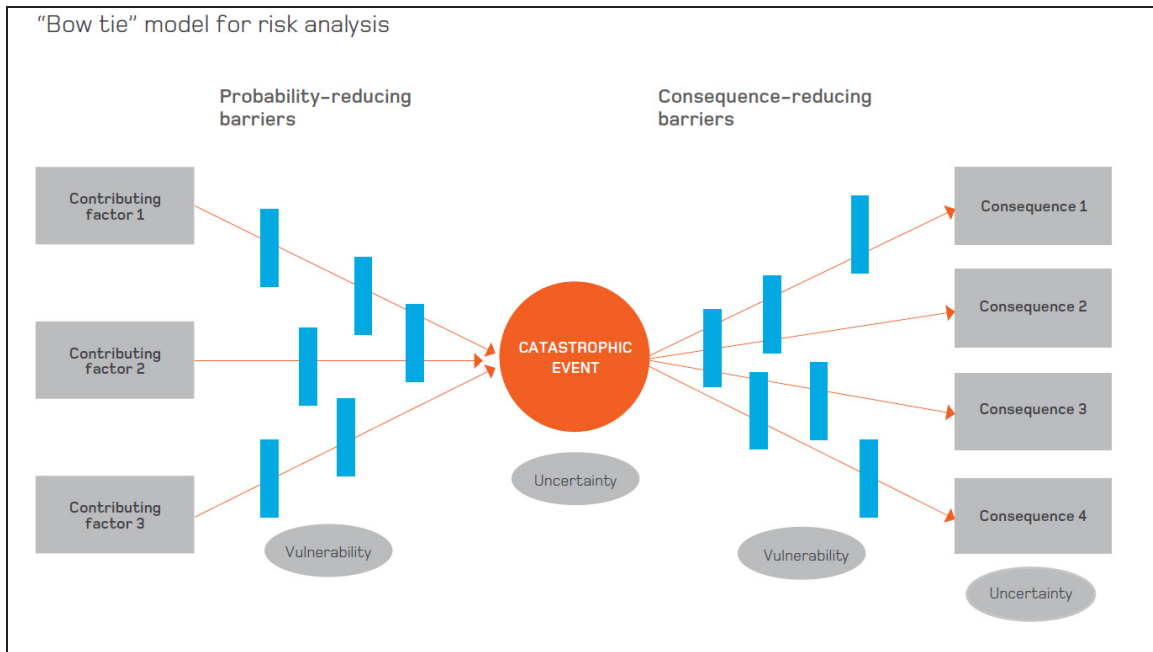 “Bow tie” model for risk analysis
Probability-reducing
barriers
Consequence-reducing
barriers
Contributing
factor 1
Contributing
factor 2
Contributing
factor 3
CATASTROPHIC
EVENT
Uncertainty
Vulnerability
Vulnerability
Consequence 1
Consequence 2
Consequence 3
Consequence 4
Uncertainty